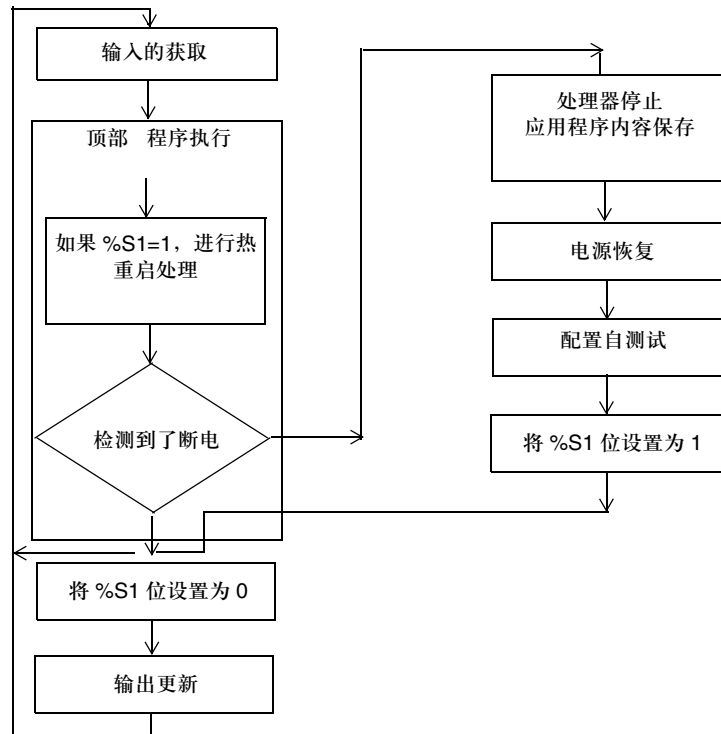 输入的获取
顶部 程序执行
如果 %S1=1，进行热
重启处理
检测到了断电
将 %S1 位设置为 0
输出更新
处理器停止
应用程序内容保存
电源恢复
配置自测试
将 %S1 位设置为 1